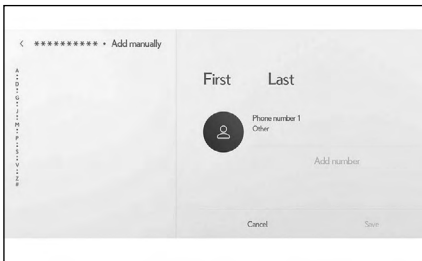 < ********** • Add manually
A
•
D
•
G
•
J
•
M
•
P
•
S
•
V
•
Z
#
First Last
Phone number 1
Other
Add number
Cancel Save